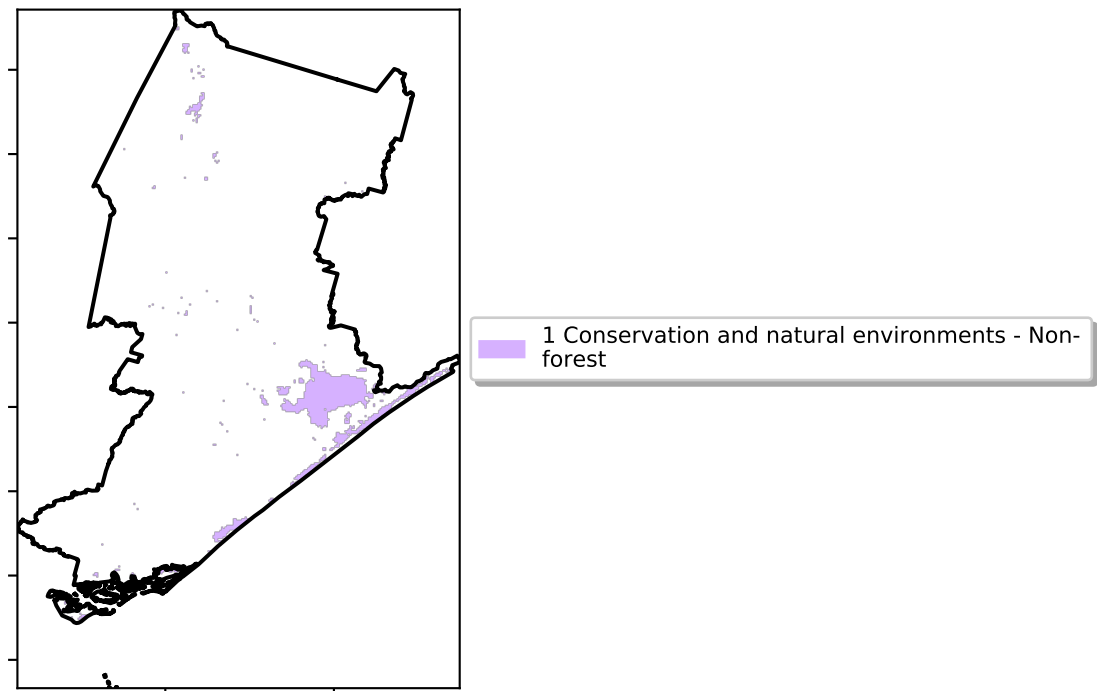 1 Conservation and natural environments - Non-
forest